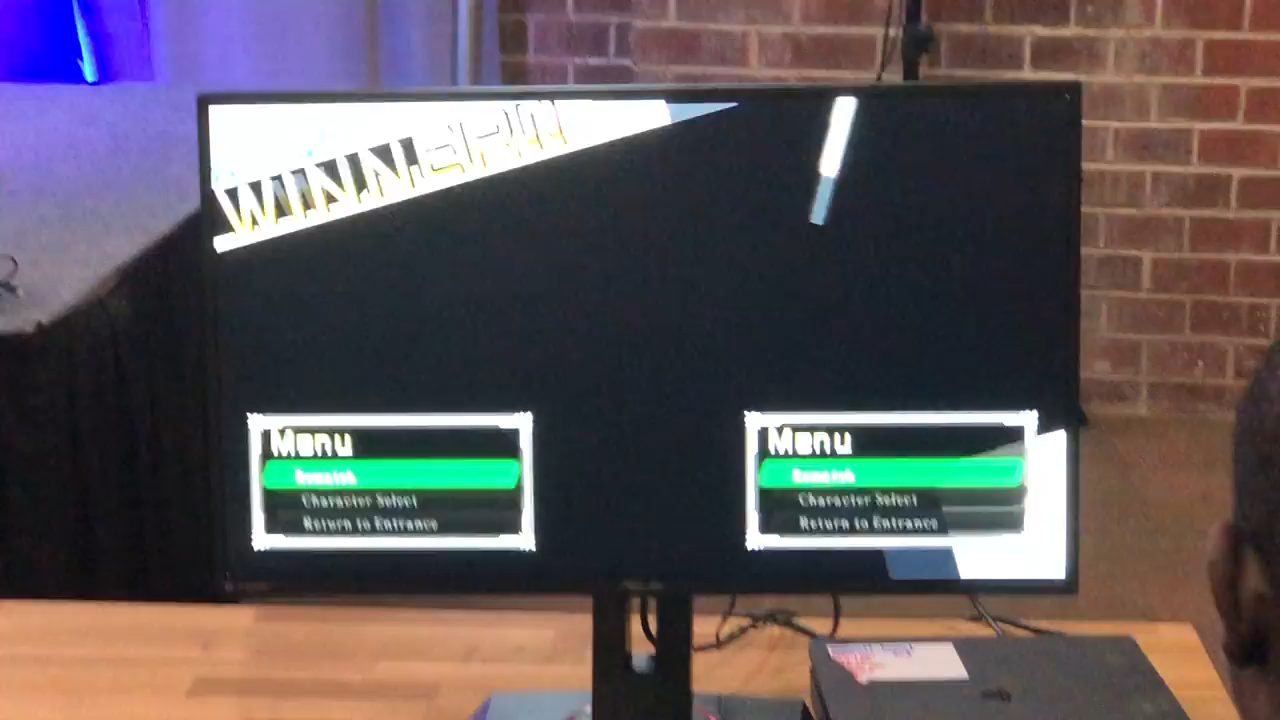 WINNER
Menu
Rematch
Character Select
Return to Entrance
Menu
Rematch
Character Select
Return to Entrance